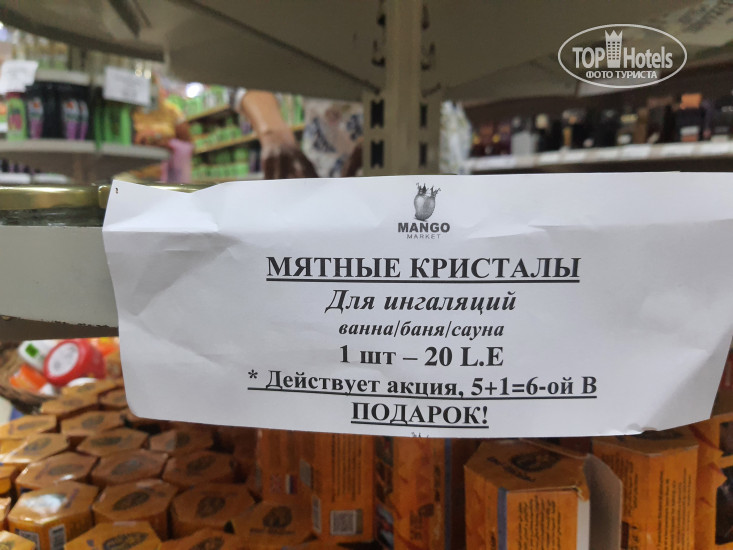 TOP Hotels
ФОТО ТУРИСТА
MANGO
MARKET
МЯТНЫЕ КРИСТАЛЫ
Для ингаляций
ванна/баня/сауна
1 шт – 20 L.E
* Действует акция, 5+1=6-ой В
ПОДАРОК!